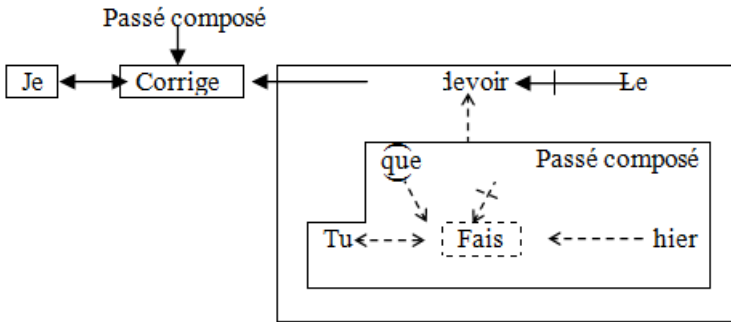 Passé composé
Je Corrige devoir Le
que Passé composé
Tu Fais hier